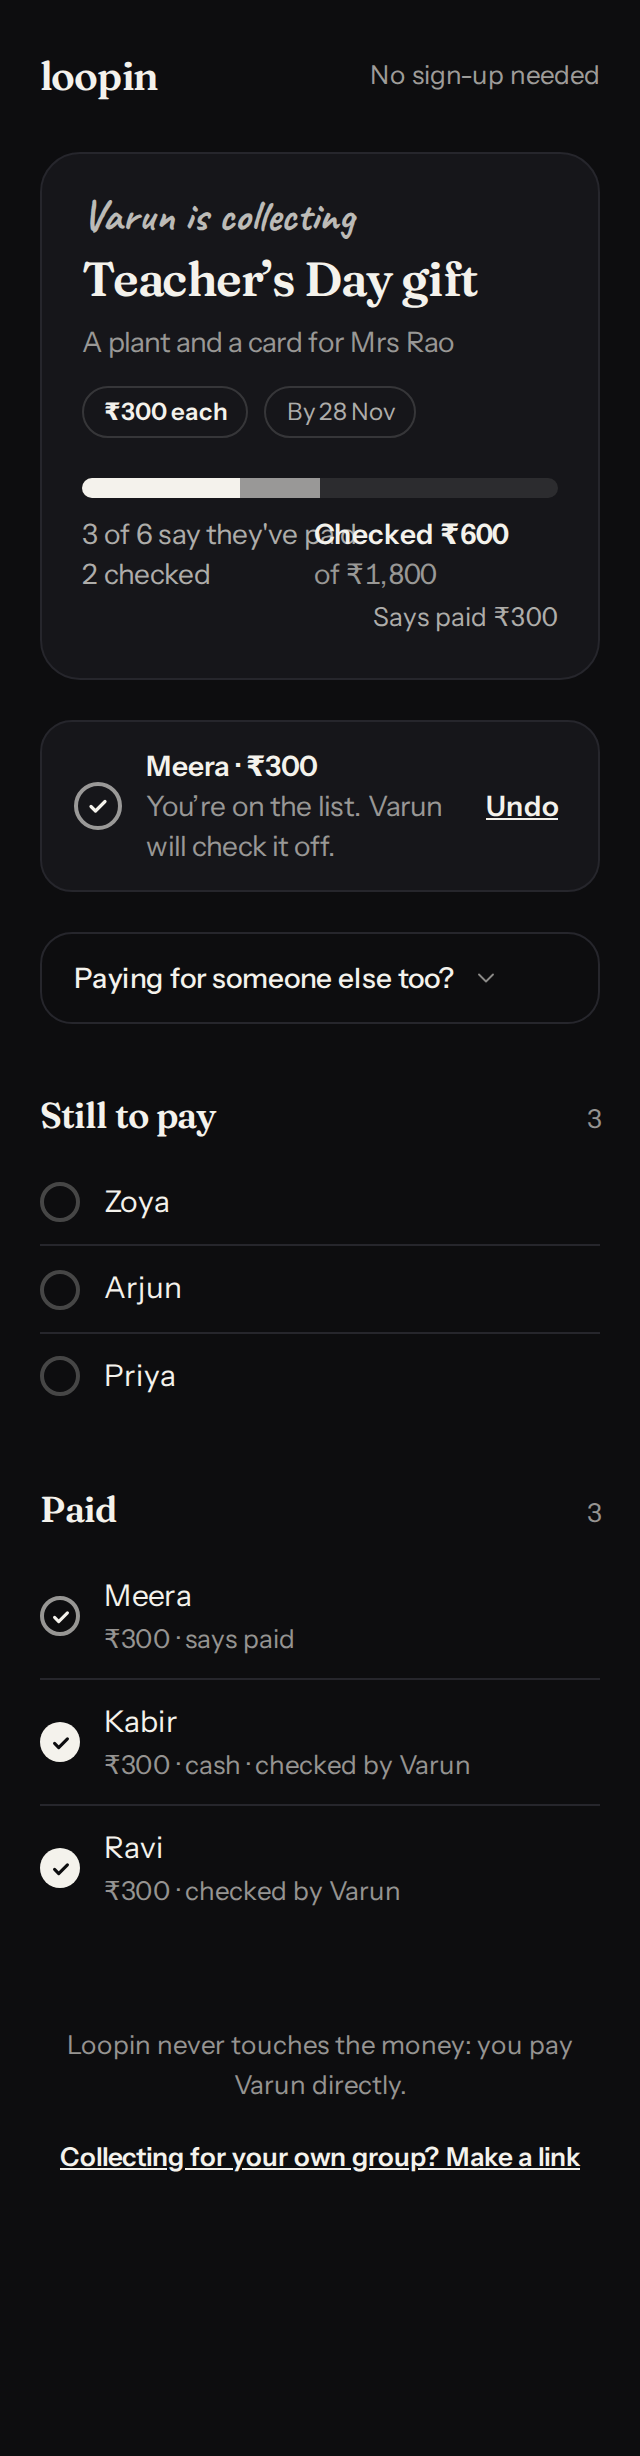 loopin
No sign-up needed
Varun is collecting
Teacher’s Day gift
A plant and a card for Mrs Rao
₹300 each
By 28 Nov
3 of 6 say they've paid
2 checked
Checked ₹600
of ₹1,800
Says paid ₹300
Meera · ₹300
You’re on the list. Varun
will check it off.
Undo
Paying for someone else too?
Still to pay
3
Zoya
Arjun
Priya
Paid
3
Meera
₹300 · says paid
Kabir
₹300 · cash · checked by Varun
Ravi
₹300 · checked by Varun
Loopin never touches the money: you pay
Varun directly.
Collecting for your own group? Make a link